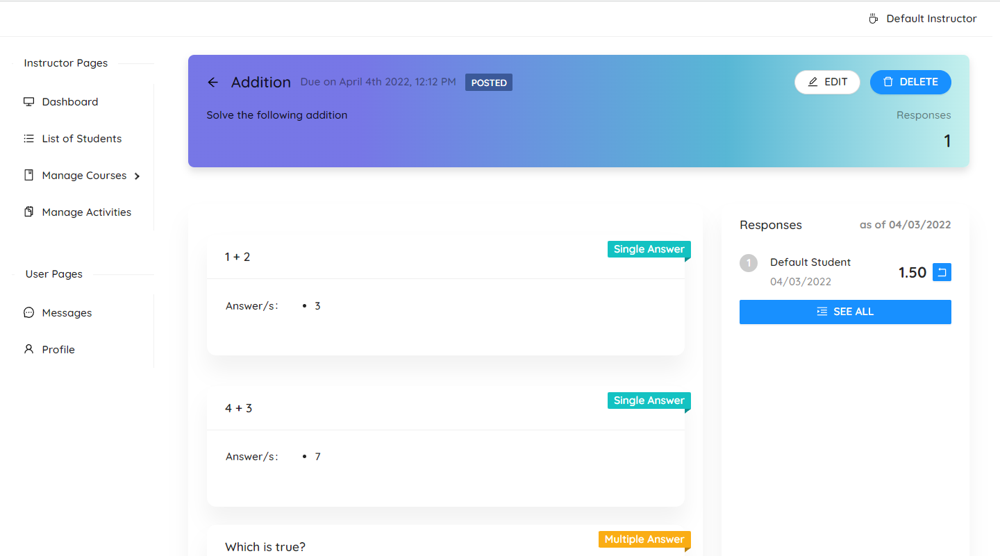 Default Instructor
Instructor Pages
Dashboard
List of Students
Manage Courses
Manage Activities
User Pages
Messages
Profile
Addition Due on April 4th 2022, 12:12 PM POSTED
EDIT DELETE
Solve the following addition
Responses
1
1 + 2 Single Answer
Answer/s: • 3
4 + 3 Single Answer
Answer/s: • 7
Which is true? Multiple Answer
Responses as of 04/03/2022
1 Default Student
04/03/2022
1.50
SEE ALL